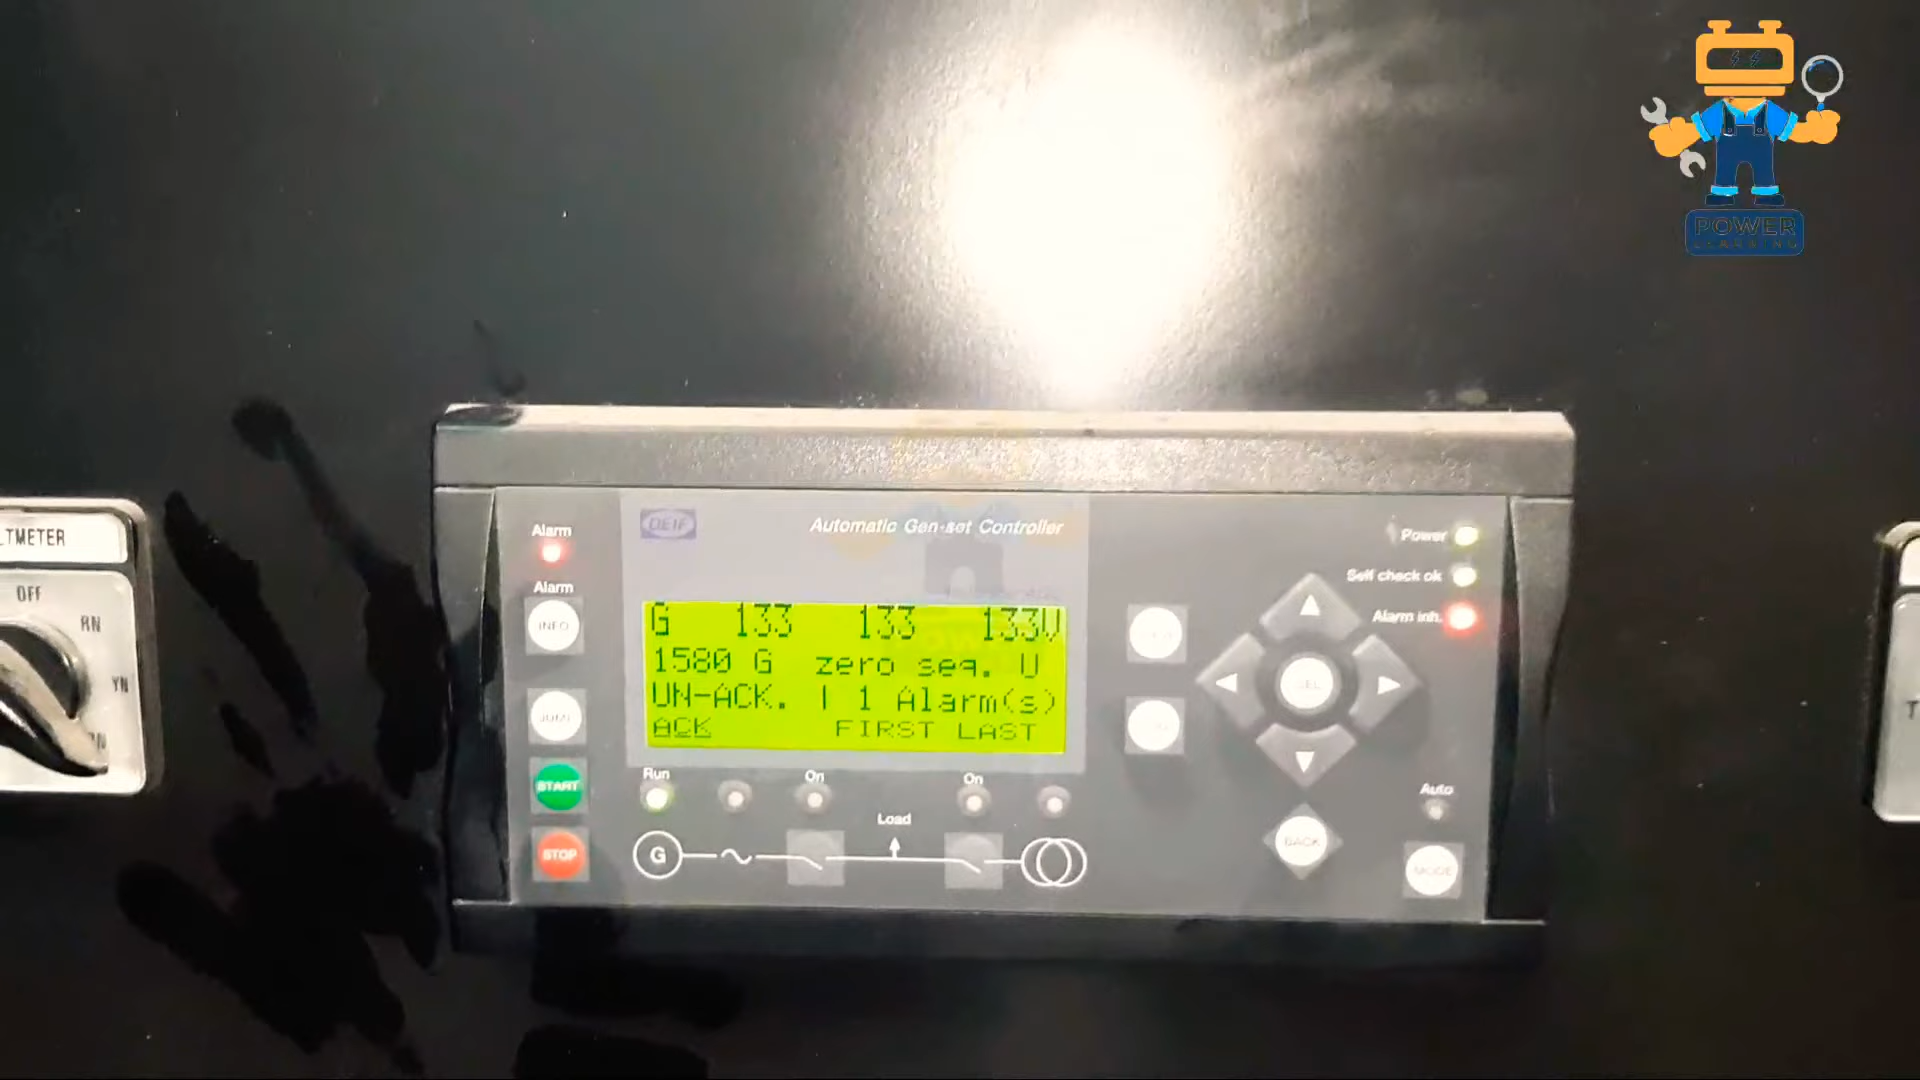 POWER
LEARNING
LTMETER
OFF
RN
YN
Alarm
Alarm
INFO
START
STOP
DEIF
Automatic Gen-set Controller
G 133 133 133V
1580 G zero seq. U
UN-ACK. | 1 Alarm(s)
ACK FIRST LAST
Run
On
On
Load
G
Power
Self check ok
Alarm inh.
SEL
BACK
Auto
MODE